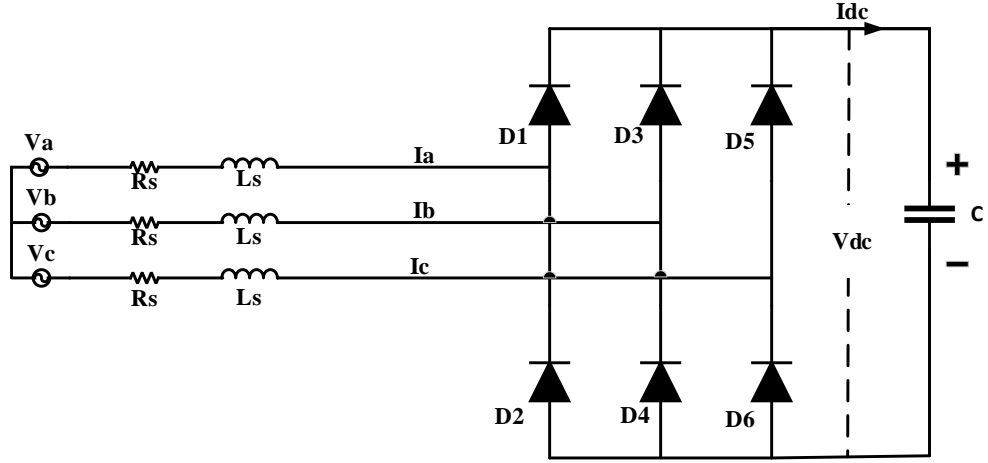 Idc
D1
D3
D5
Va
Rs
Ls
Ia
Vb
Rs
Ls
Ib
Vc
Rs
Ls
Ic
Vdc
+
C
−
D2
D4
D6